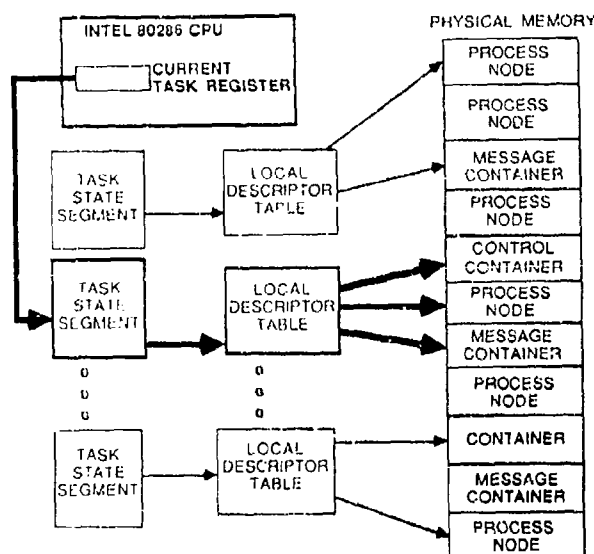 PHYSICAL MEMORY
INTEL 80286 CPU
CURRENT
TASK REGISTER
PROCESS
NODE
PROCESS
NODE
MESSAGE
CONTAINER
PROCESS
NODE
CONTROL
CONTAINER
PROCESS
NODE
MESSAGE
CONTAINER
PROCESS
NODE
CONTAINER
MESSAGE
CONTAINER
PROCESS
NODE
TASK
STATE
SEGMENT
LOCAL
DESCRIPTOR
TABLE
TASK
STATE
SEGMENT
LOCAL
DESCRIPTOR
TABLE
TASK
STATE
SEGMENT
LOCAL
DESCRIPTOR
TABLE